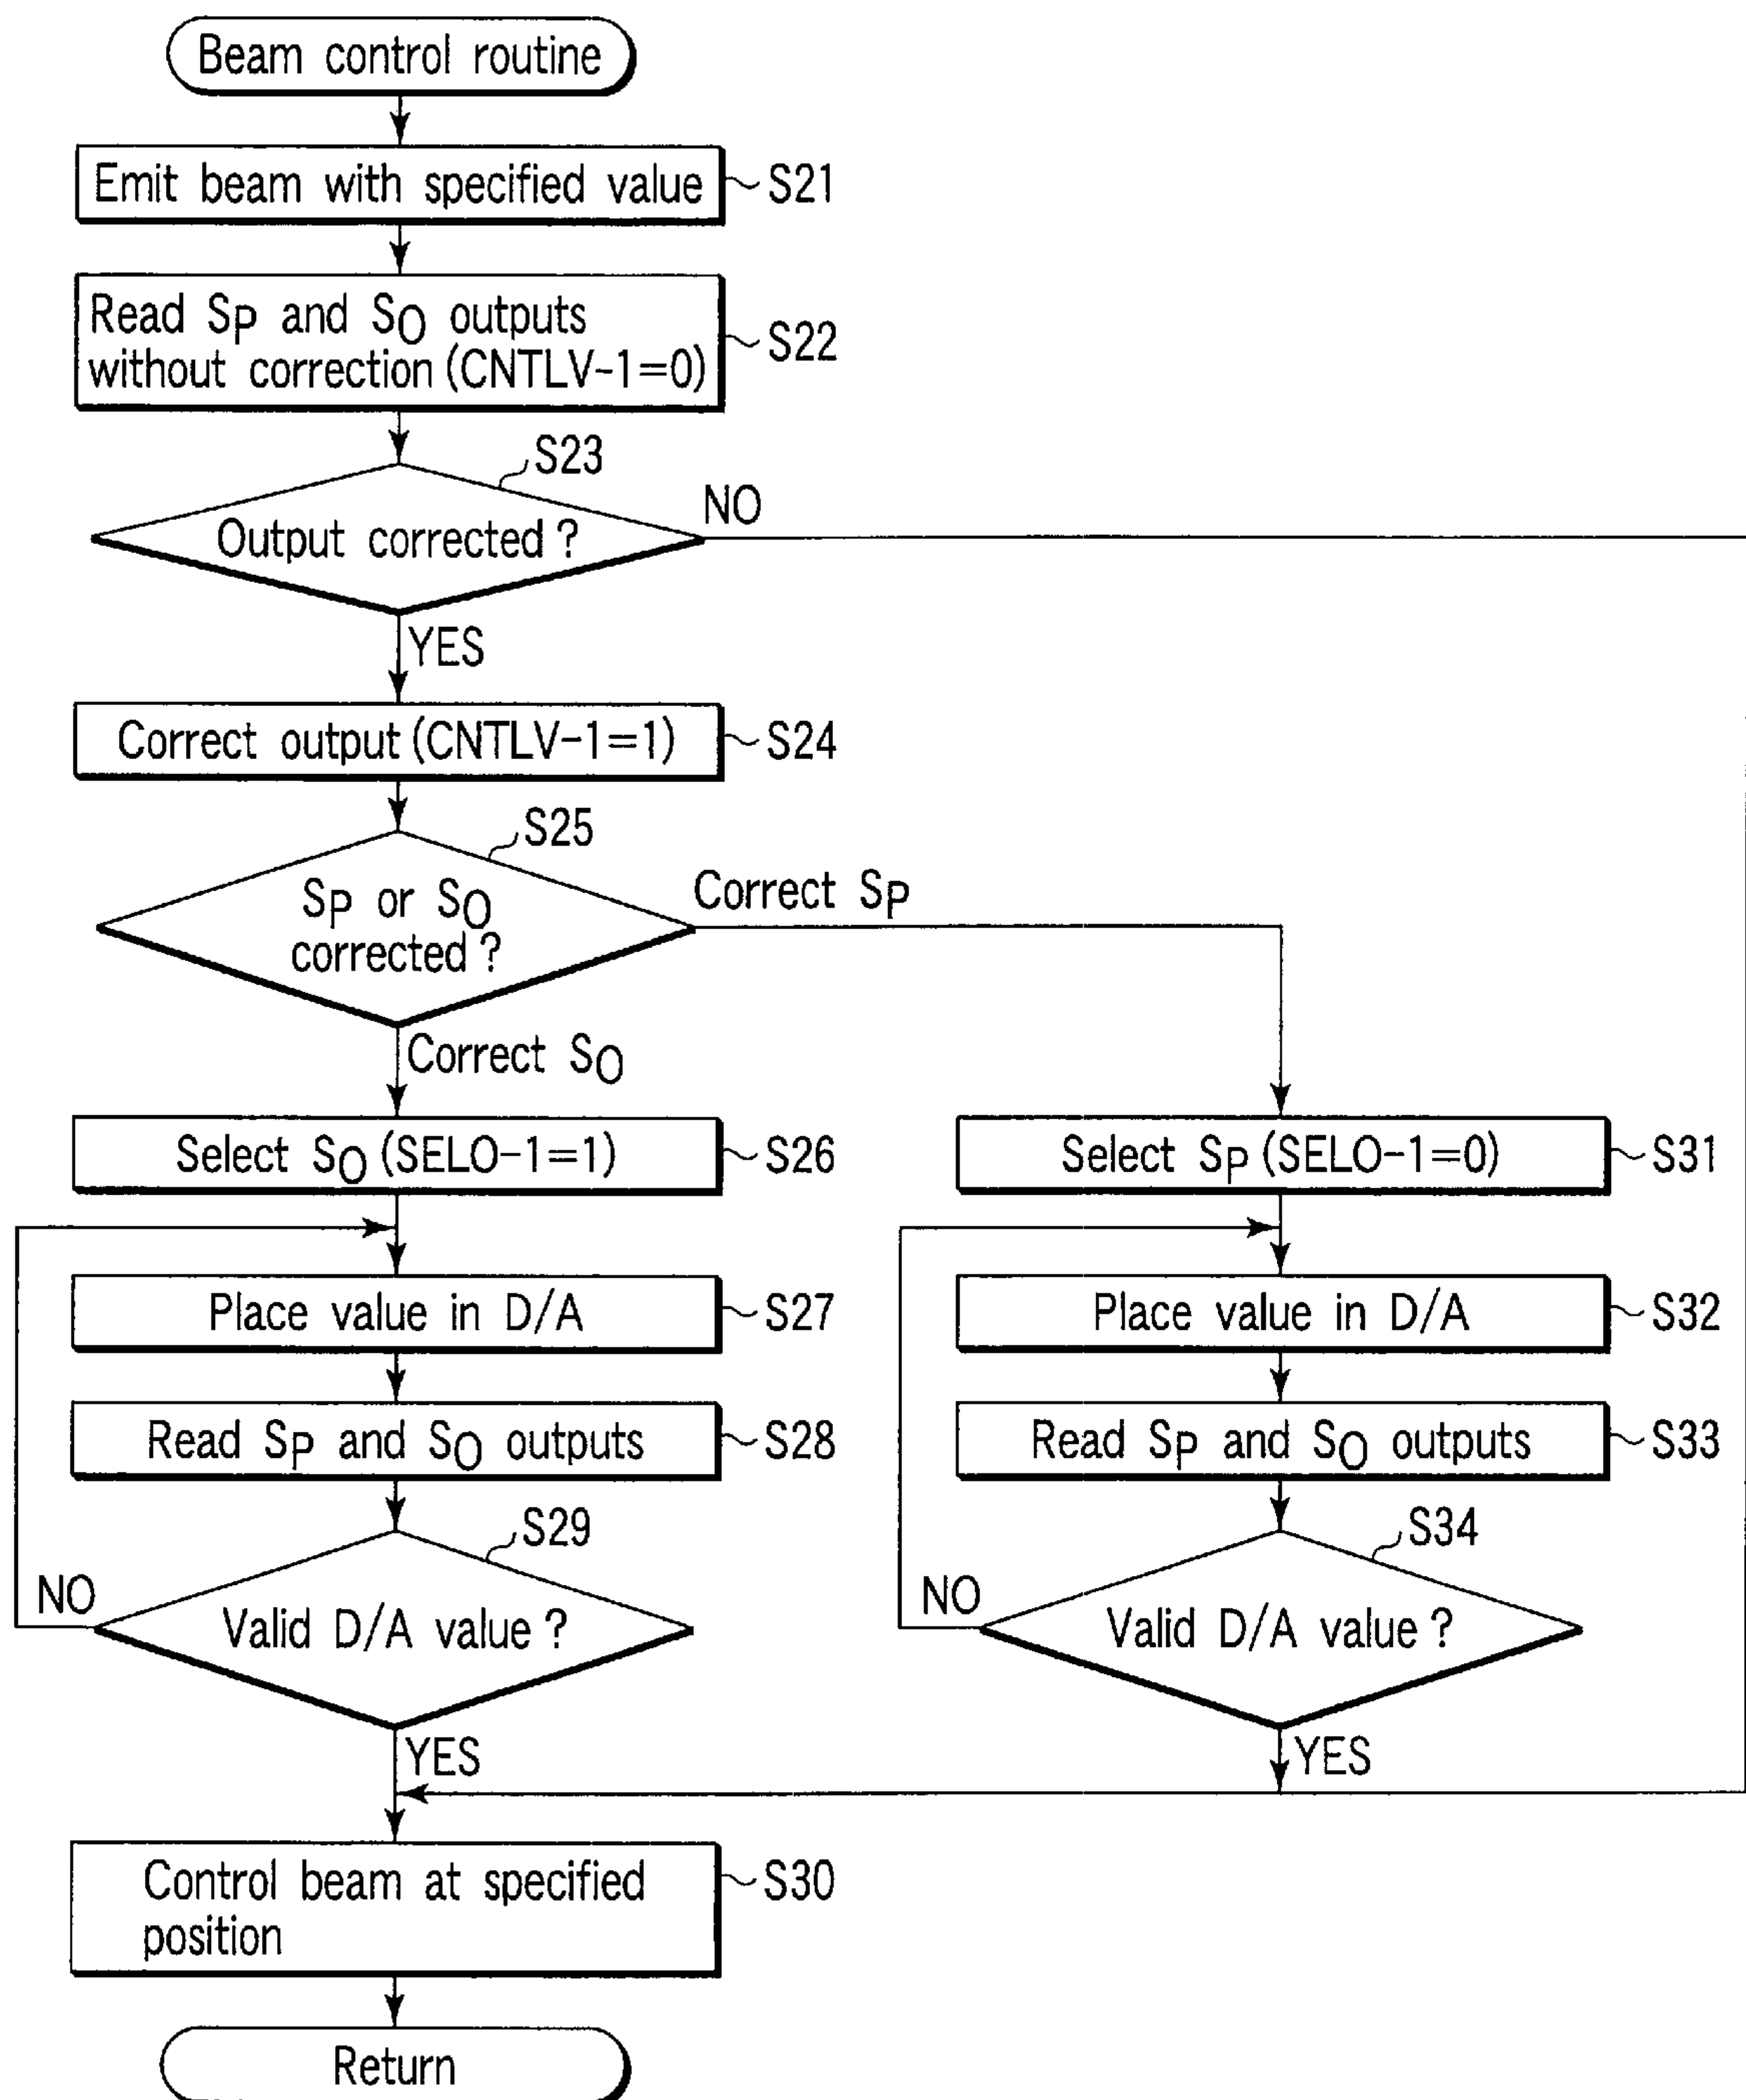 Beam control routine
Emit beam with specified value
S21
Read SP and SO outputs
without correction (CNTLV-1=0)
S22
S23
Output corrected?
NO
YES
Correct output (CNTLV-1=1)
S24
S25
SP or SO
corrected?
Correct SP
Correct SO
Select SO (SELO-1=1)
S26
Place value in D/A
S27
Read SP and SO outputs
S28
S29
Valid D/A value?
NO
YES
Select SP (SELO-1=0)
S31
Place value in D/A
S32
Read SP and SO outputs
S33
S34
Valid D/A value?
NO
YES
Control beam at specified
position
S30
Return